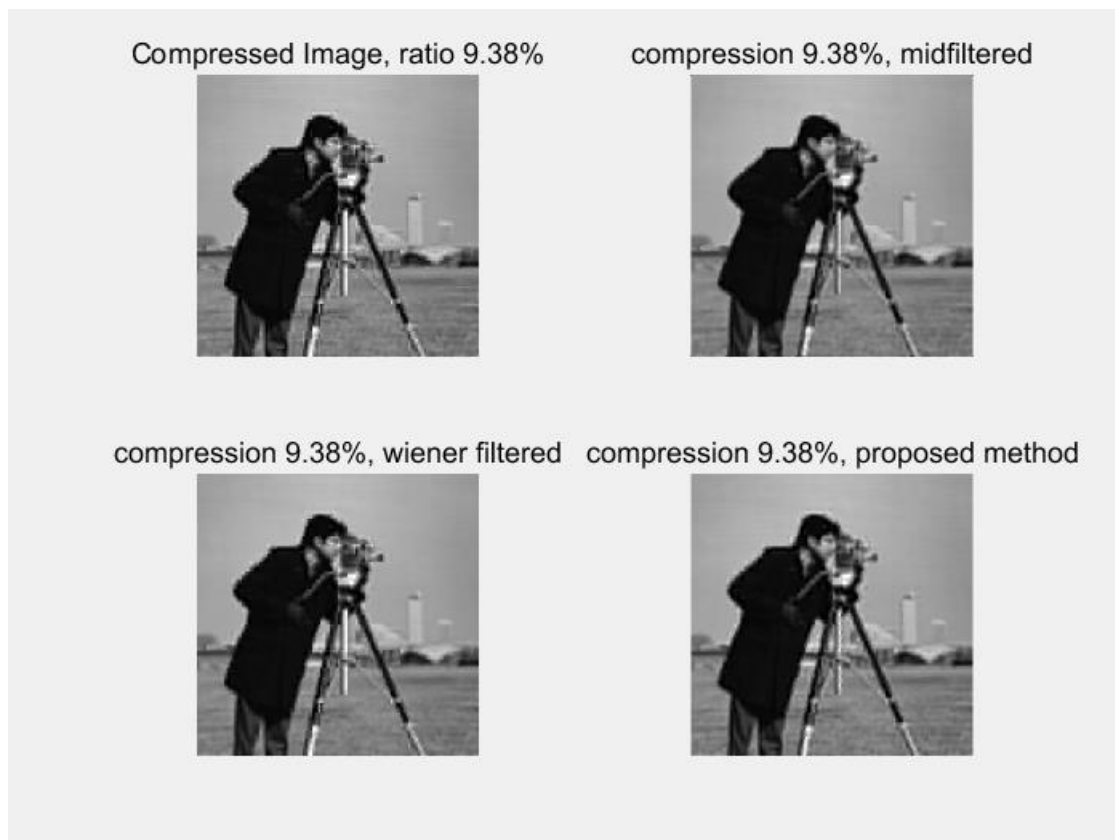 Compressed Image, ratio 9.38%
compression 9.38%, midfiltered
compression 9.38%, wiener filtered
compression 9.38%, proposed method